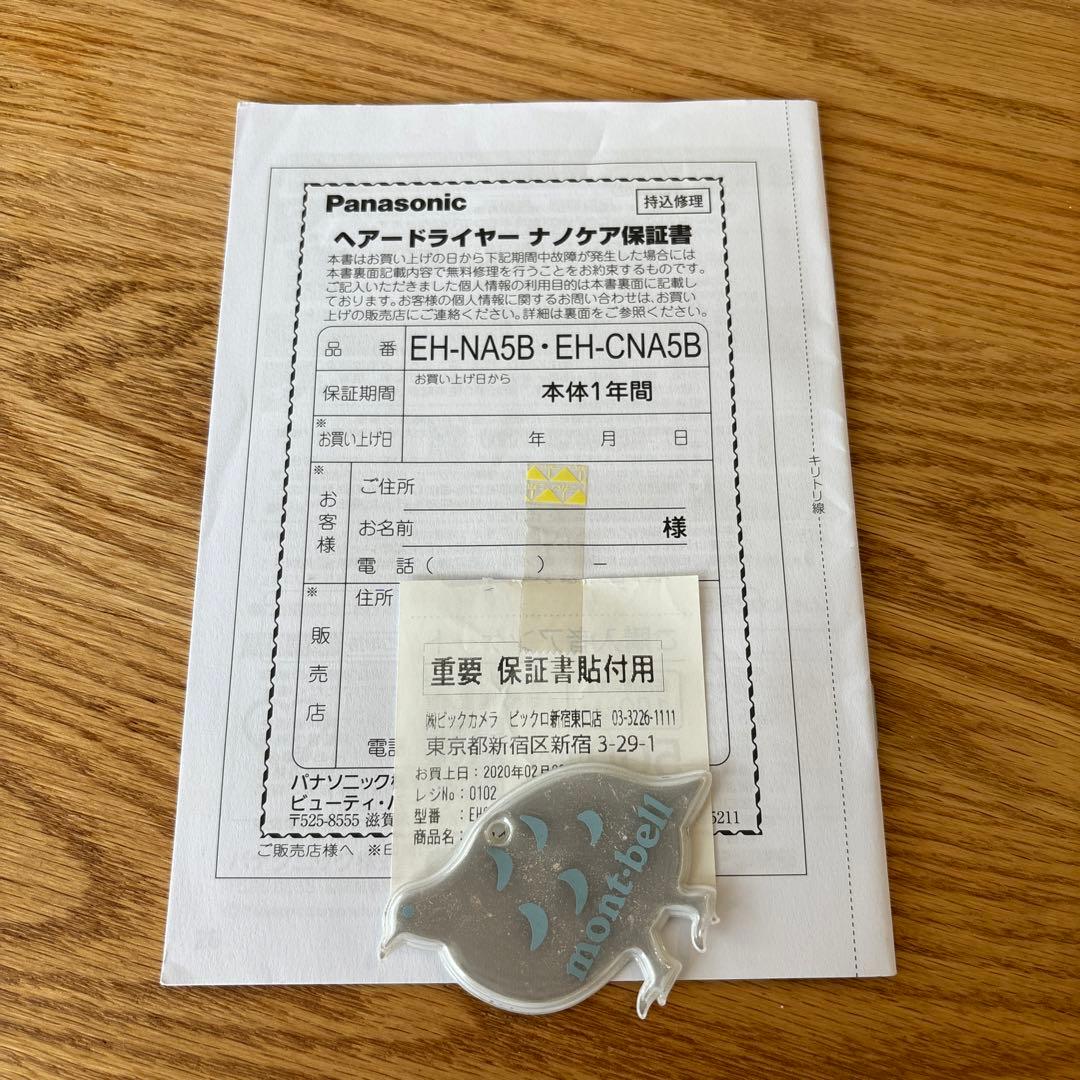 Panasonic
持込修理
ヘアードライヤー ナノケア保証書
本書はお買い上げの日から下記期間中故障が発生した場合には
本書裏面記載内容で無料修理を行うことをお約束するものです。
ご記入いただきました個人情報の利用目的は本書裏面に記載し
ております。お客様の個人情報に関するお問い合わせは、お買い
上げの販売店にご連絡ください。詳細は裏面をご参照ください。
品番 EH-NA5B・EH-CNA5B
保証期間 お買い上げ日から 本体1年間
※お買い上げ日 年 月 日
※お客様
ご住所
お名前 様
電話( ) ー
※販売店
住所
電話
キリトリ線
重要 保証書貼付用
㈱ビックカメラ ビックロ新宿東口店 03-3226-1111
東京都新宿区新宿 3-29-1
お買上日:2020年02月
レジNo:0102
型番 :EH
商品名:
パナソニック
ビューティ・
〒525-8555 滋賀
5211
ご販売店様へ ※印
mont-bell